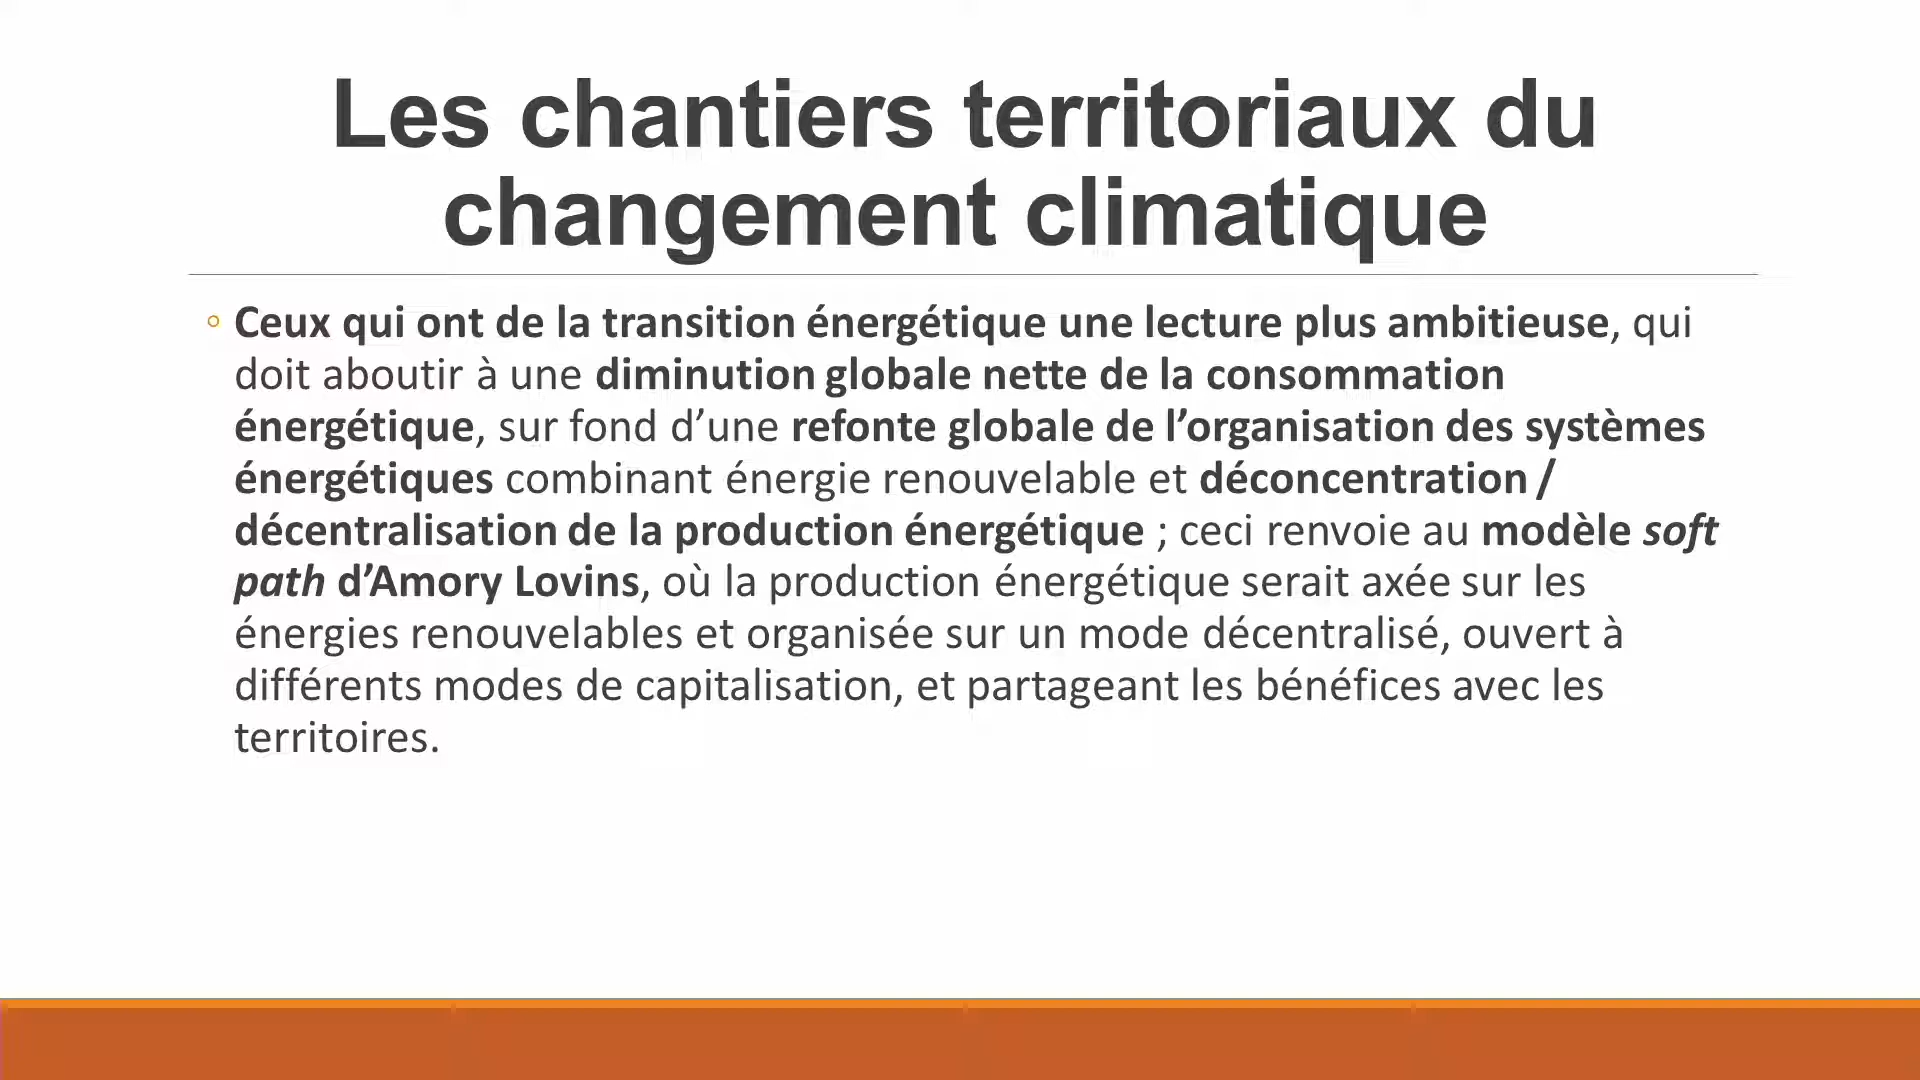 Les chantiers territoriaux du
changement climatique
◦ Ceux qui ont de la transition énergétique une lecture plus ambitieuse, qui
doit aboutir à une diminution globale nette de la consommation
énergétique, sur fond d’une refonte globale de l’organisation des systèmes
énergétiques combinant énergie renouvelable et déconcentration /
décentralisation de la production énergétique ; ceci renvoie au modèle soft
path d’Amory Lovins, où la production énergétique serait axée sur les
énergies renouvelables et organisée sur un mode décentralisé, ouvert à
différents modes de capitalisation, et partageant les bénéfices avec les
territoires.